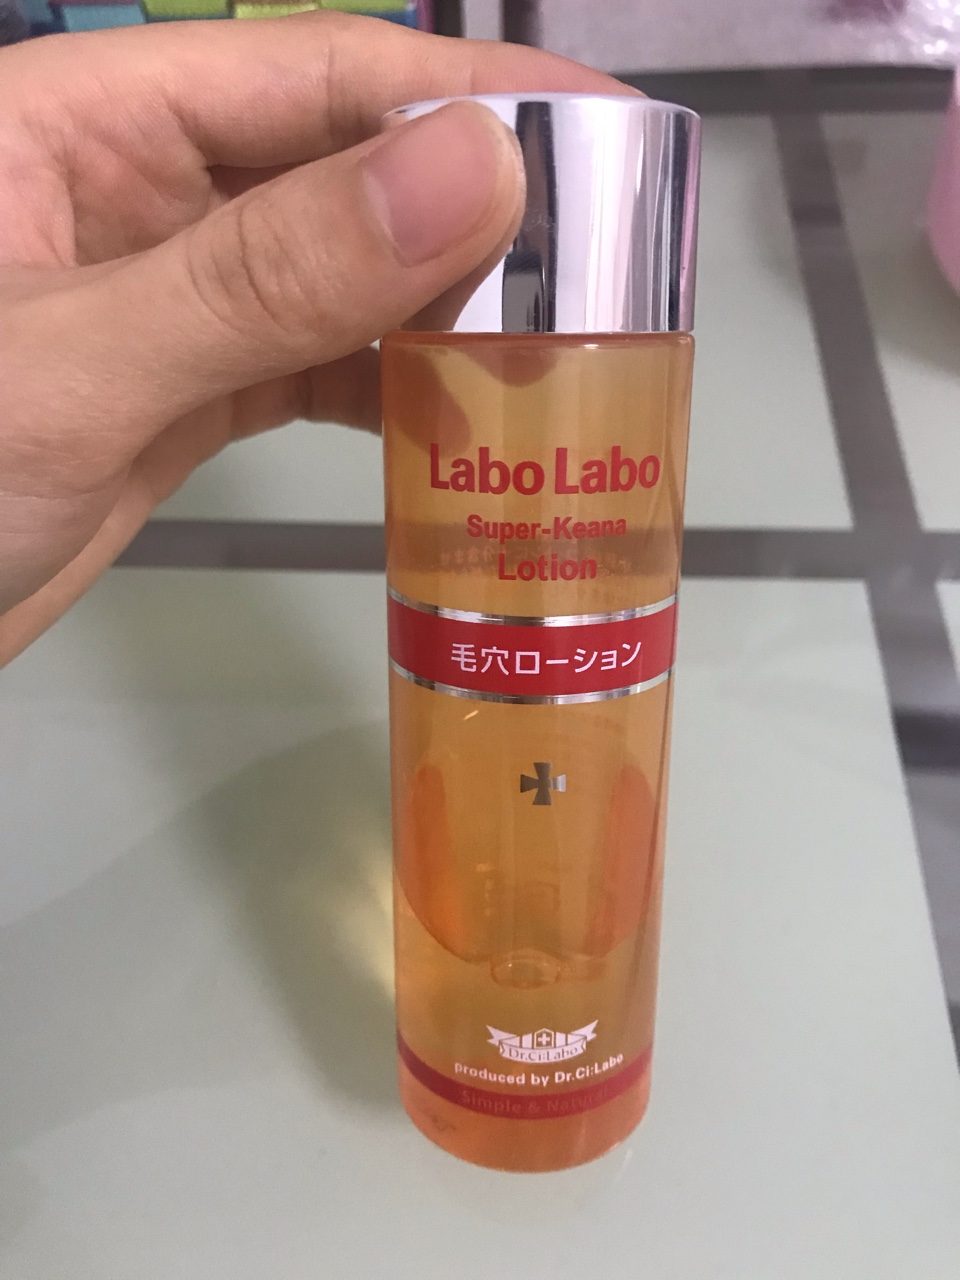 Labo Labo
Super-Keana
Lotion
毛穴ローション
Dr.Ci:Labo
produced by Dr.Ci:Labo
Simple & Natural